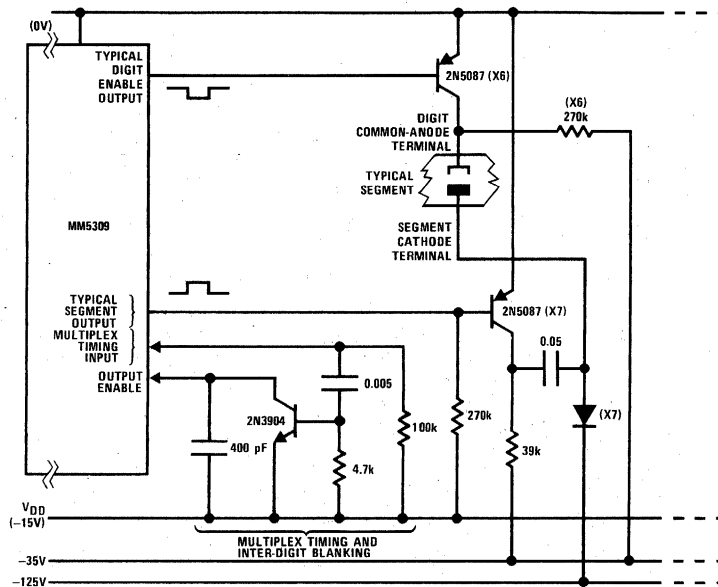 (0V)
TYPICAL
DIGIT
ENABLE
OUTPUT
2N5087 (X6)
DIGIT
COMMON-ANODE
TERMINAL
(X6)
270k
TYPICAL
SEGMENT
MM5309
SEGMENT
CATHODE
TERMINAL
TYPICAL
SEGMENT
OUTPUT
2N5087 (X7)
MULTIPLEX
TIMING
INPUT
0.05
OUTPUT
ENABLE
0.005
2N3904
(X7)
400 pF
100k
270k
39k
4.7k
VDD
(–15V)
MULTIPLEX TIMING AND
INTER-DIGIT BLANKING
–35V
–125V